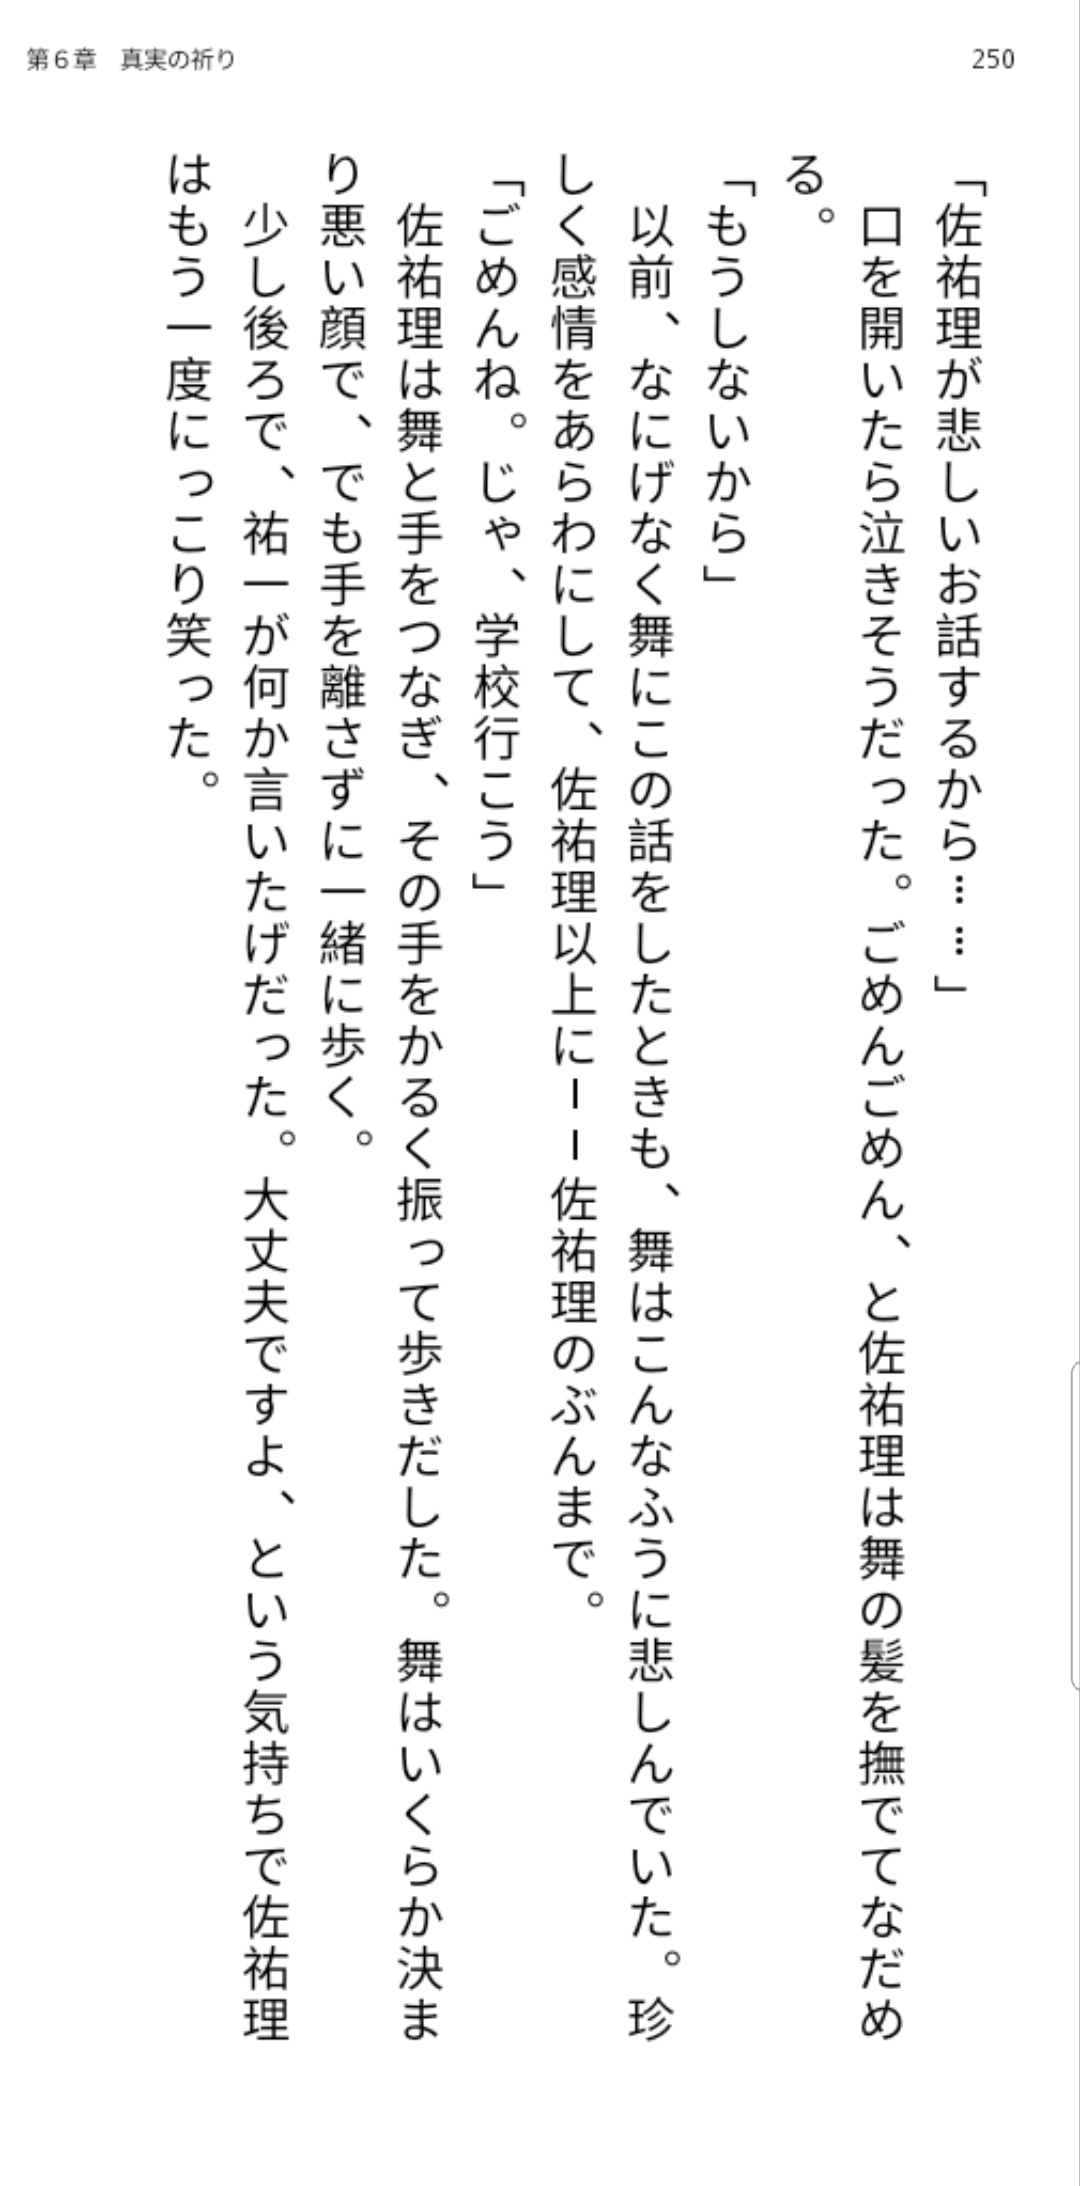 第6章　真実の祈り
250
「佐祐理が悲しいお話するから……」
　口を開いたら泣きそうだった。ごめんごめん、と佐祐理は舞の髪を撫でてなだめ
る。
「もうしないから」
　以前、なにげなく舞にこの話をしたときも、舞はこんなふうに悲しんでいた。珍
しく感情をあらわにして、佐祐理以上に――佐祐理のぶんまで。
「ごめんね。じゃ、学校行こう」
　佐祐理は舞と手をつなぎ、その手をかるく振って歩きだした。舞はいくらか決ま
り悪い顔で、でも手を離さずに一緒に歩く。
　少し後ろで、祐一が何か言いたげだった。大丈夫ですよ、という気持ちで佐祐理
はもう一度にっこり笑った。